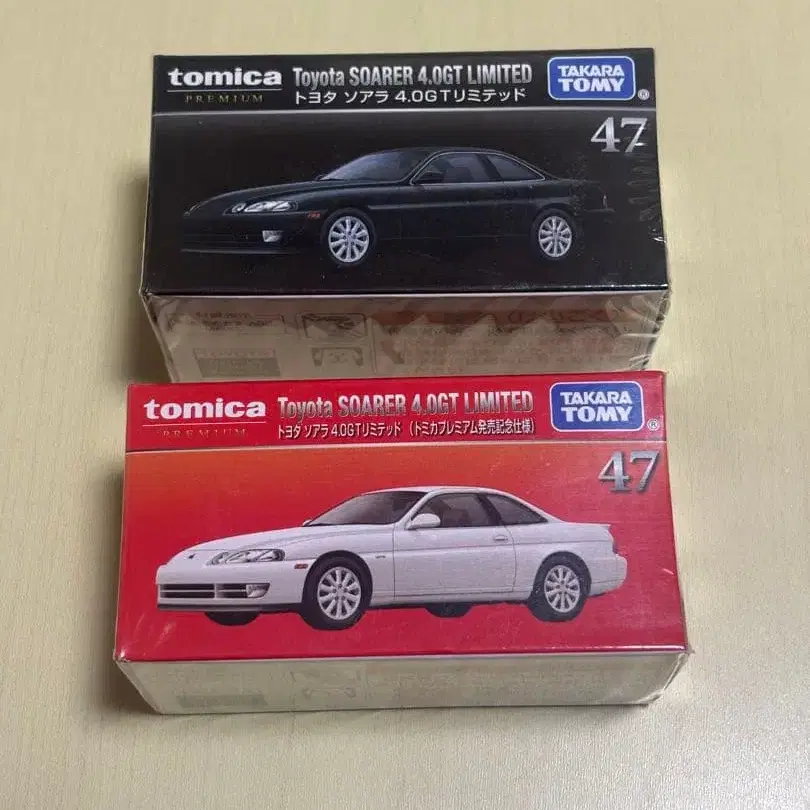 tomica
PREMIUM
Toyota SOARER 4.0GT LIMITED
トヨタ ソアラ 4.0GTリミテッド
TAKARA
TOMY
®
47
tomica
PREMIUM
Toyota SOARER 4.0GT LIMITED
トヨタ ソアラ 4.0GTリミテッド (トミカプレミアム発売記念仕様)
TAKARA
TOMY
®
47